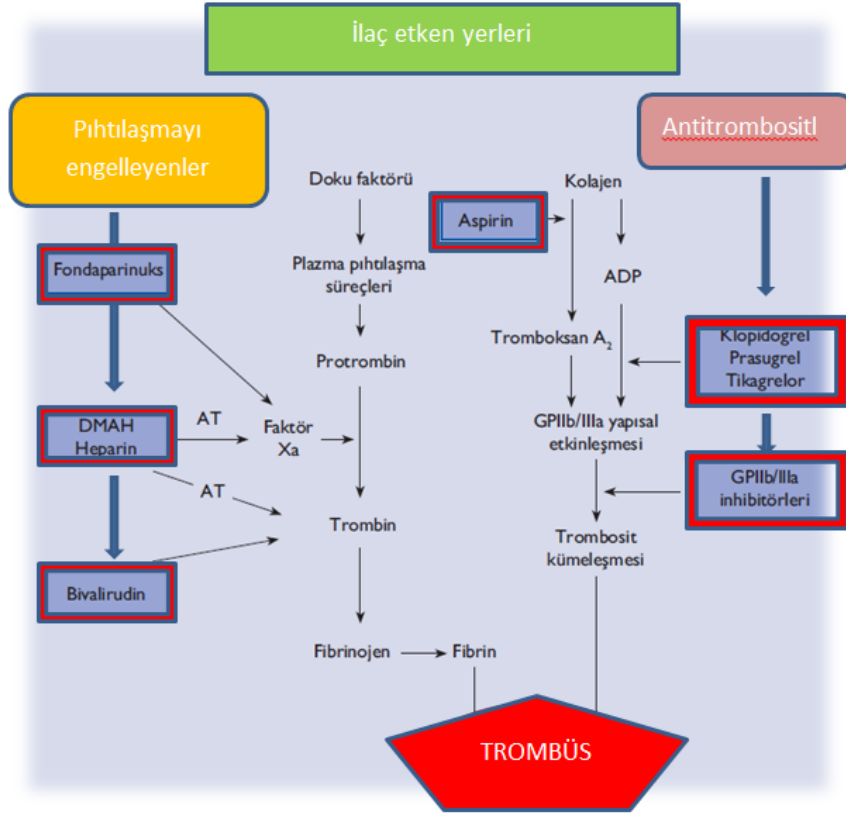 İlaç etken yerleri
Pıhtılaşmayı
engelleyenler
Antitrombositl
Doku faktörü
Kolajen
Aspirin
Fondaparinuks
Plazma pıhtılaşma
süreçleri
ADP
Protrombin
Tromboksan A₂
Klopidogrel
Prasugrel
Tikagrelor
DMAH
Heparin
AT
Faktör
Xa
GPIIb/IIIa yapısal
etkinleşmesi
AT
GPIIb/IIIa
inhibitörleri
Trombin
Trombosit
kümeleşmesi
Bivalirudin
Fibrinojen
Fibrin
TROMBÜS